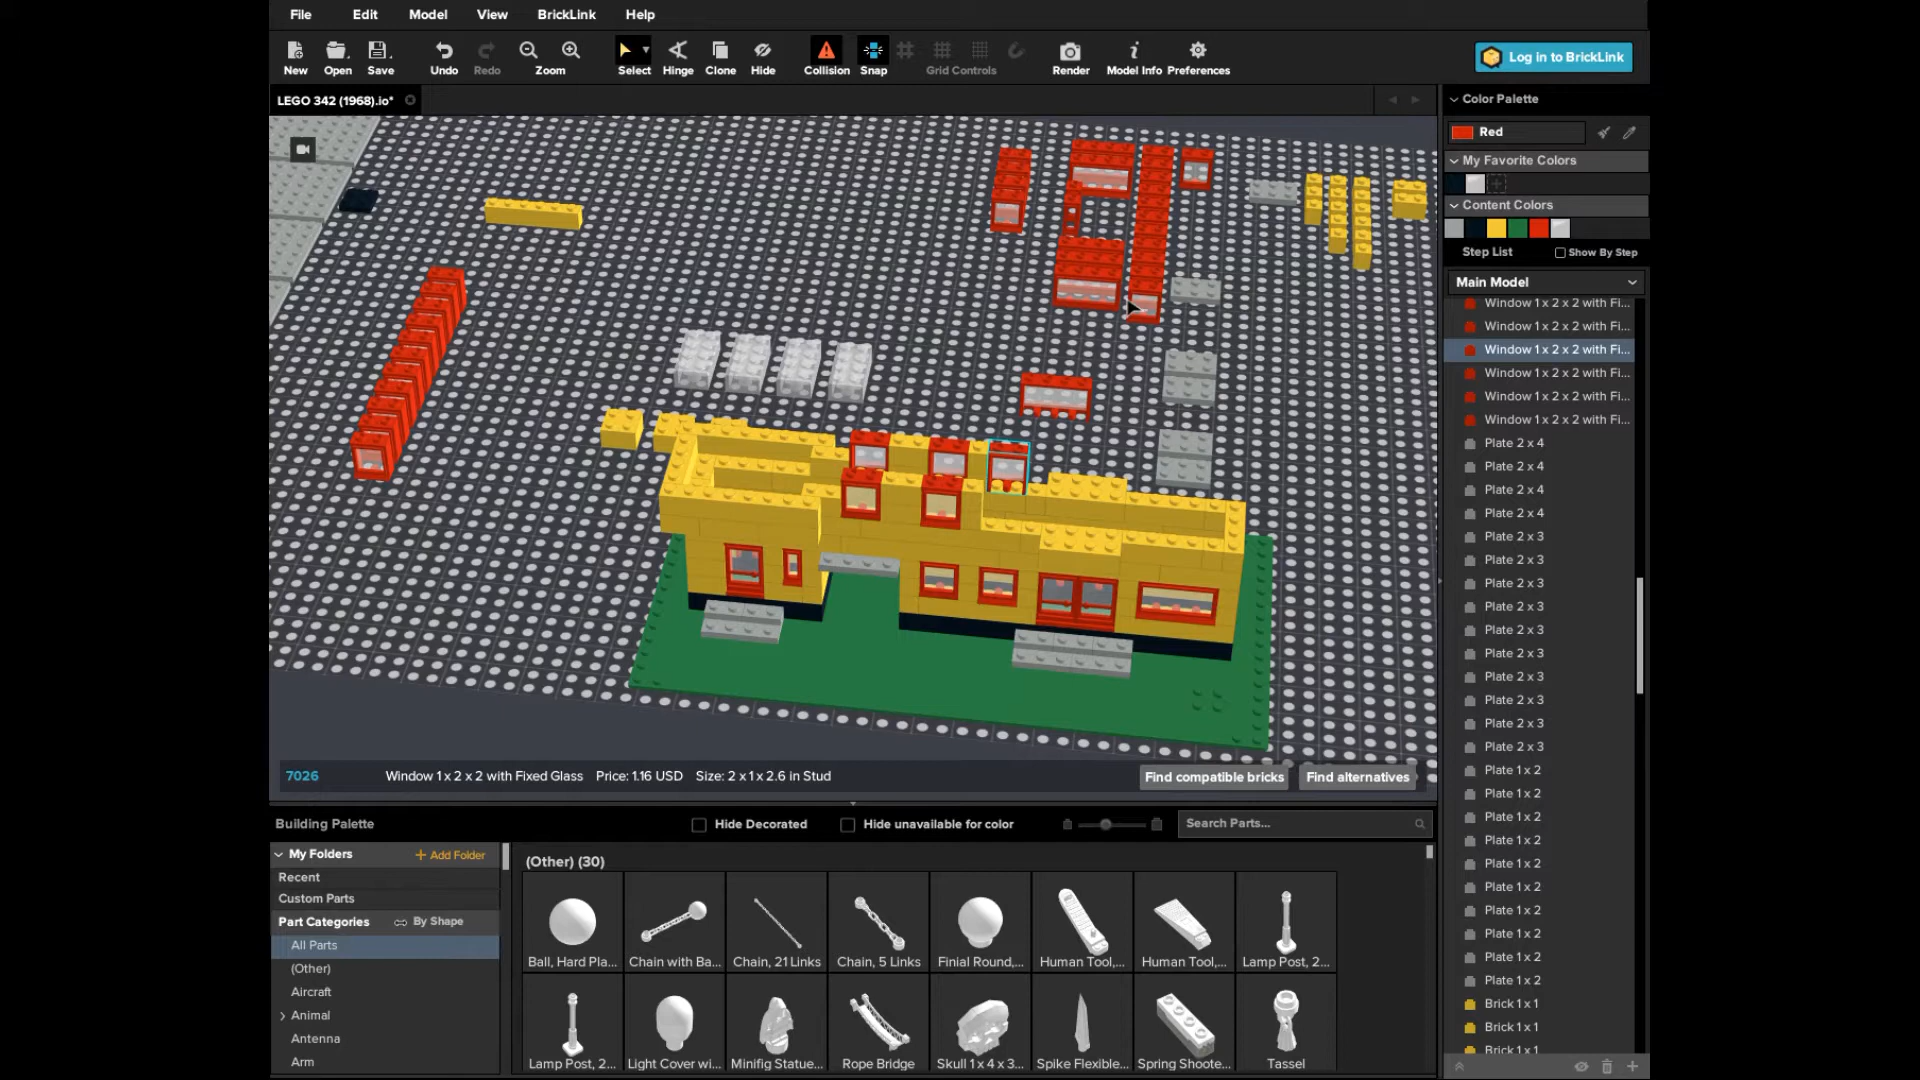 File Edit Model View BrickLink Help
New Open Save Undo Redo Zoom Select Hinge Clone Hide Collision Snap Grid Controls Render Model Info Preferences Log in to BrickLink
LEGO 342 (1968).io*
Color Palette
Red
My Favorite Colors
Content Colors
Step List Show By Step
Main Model
Window 1 x 2 x 2 with Fi...
Window 1 x 2 x 2 with Fi...
Window 1 x 2 x 2 with Fi...
Window 1 x 2 x 2 with Fi...
Window 1 x 2 x 2 with Fi...
Window 1 x 2 x 2 with Fi...
Plate 2 x 4
Plate 2 x 4
Plate 2 x 4
Plate 2 x 4
Plate 2 x 3
Plate 2 x 3
Plate 2 x 3
Plate 2 x 3
Plate 2 x 3
Plate 2 x 3
Plate 2 x 3
Plate 2 x 3
Plate 2 x 3
Plate 2 x 3
Plate 1 x 2
Plate 1 x 2
Plate 1 x 2
Plate 1 x 2
Plate 1 x 2
Plate 1 x 2
Plate 1 x 2
Plate 1 x 2
Plate 1 x 2
Plate 1 x 2
Brick 1 x 1
Brick 1 x 1
Brick 1 x 1
7026 Window 1 x 2 x 2 with Fixed Glass Price: 1.16 USD Size: 2 x 1 x 2.6 in Stud Find compatible bricks Find alternatives
Building Palette Hide Decorated Hide unavailable for color Search Parts...
My Folders + Add Folder
Recent
Custom Parts
Part Categories By Shape
All Parts
(Other)
Aircraft
Animal
Antenna
Arm
(Other) (30)
Ball, Hard Pla... Chain with Ba... Chain, 21 Links Chain, 5 Links Finial Round,... Human Tool,... Human Tool,... Lamp Post, 2...
Lamp Post, 2... Light Cover wi... Minifig Statue... Rope Bridge Skull 1 x 4 x 3... Spike Flexible... Spring Shoote... Tassel